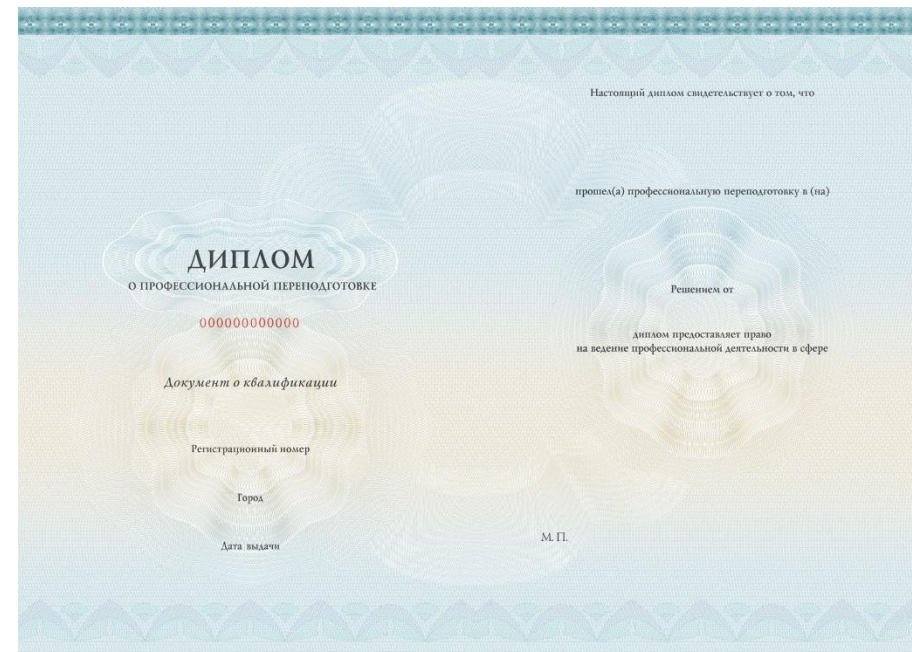 ДИПЛОМ
О ПРОФЕССИОНАЛЬНОЙ ПЕРЕПОДГОТОВКЕ
000000000000
Документ о квалификации
Регистрационный номер
Город
Дата выдачи
Настоящий диплом свидетельствует о том, что
прошел(а) профессиональную переподготовку в (на)
Решением от
диплом предоставляет право
на ведение профессиональной деятельности в сфере
М. П.